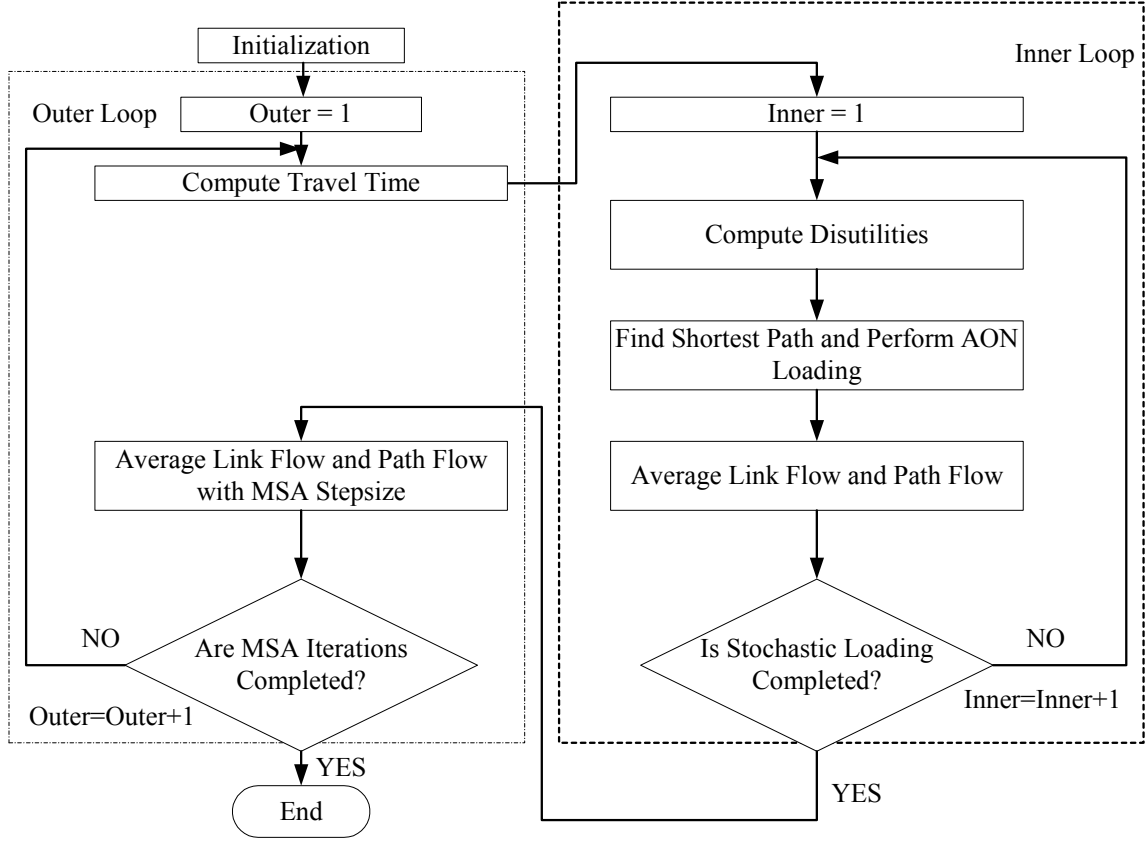 Initialization
Outer Loop
Outer = 1
Compute Travel Time
Average Link Flow and Path Flow
with MSA Stepsize
Are MSA Iterations
Completed?
NO
Outer=Outer+1
YES
End
Inner Loop
Inner = 1
Compute Disutilities
Find Shortest Path and Perform AON
Loading
Average Link Flow and Path Flow
Is Stochastic Loading
Completed?
NO
Inner=Inner+1
YES